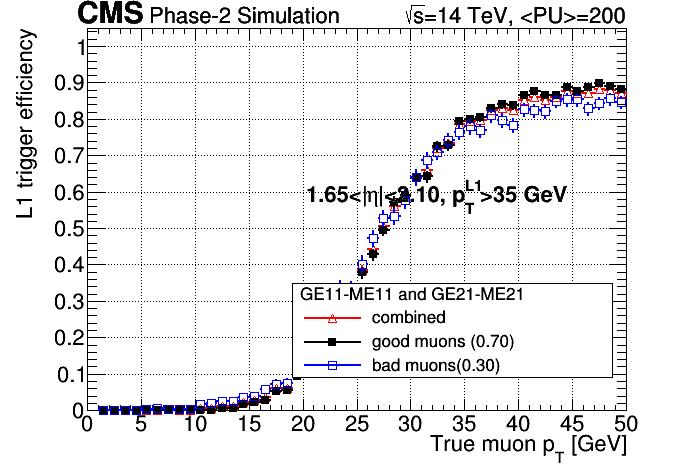 CMS Phase-2 Simulation √s=14 TeV, <PU>=200
L1 trigger efficiency
1
0.9
0.8
0.7
0.6
0.5
0.4
0.3
0.2
0.1
0
1.65<|η|<2.10, p_T^L1>35 GeV
GE11-ME11 and GE21-ME21
combined
good muons (0.70)
bad muons(0.30)
0 5 10 15 20 25 30 35 40 45 50
True muon p_T [GeV]